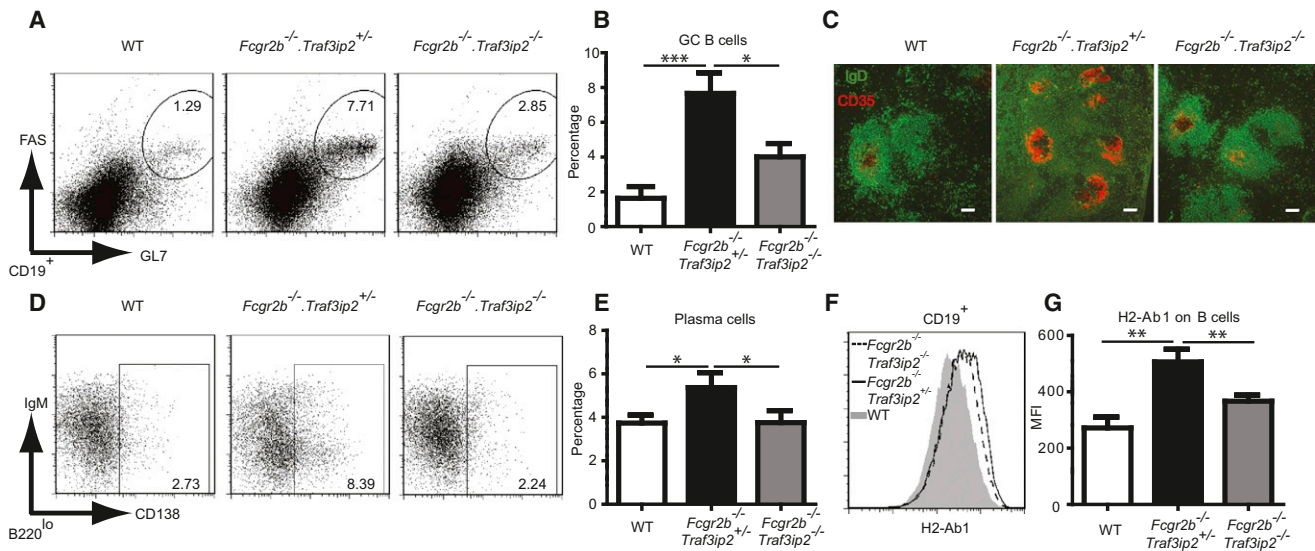 A
WT
Fcgr2b-/-.Traf3ip2+/-
Fcgr2b-/-.Traf3ip2-/-
1.29
7.71
2.85
FAS
CD19+
GL7
B
GC B cells
***
*
Percentage
10
8
6
4
2
0
WT
Fcgr2b-/-
Traf3ip2+/-
Fcgr2b-/-
Traf3ip2-/-
C
WT
Fcgr2b-/-.Traf3ip2+/-
Fcgr2b-/-.Traf3ip2-/-
IgD
CD35
D
WT
Fcgr2b-/-.Traf3ip2+/-
Fcgr2b-/-.Traf3ip2-/-
2.73
8.39
2.24
IgM
B220lo
CD138
E
Plasma cells
*
*
Percentage
8
6
4
2
0
WT
Fcgr2b-/-
Traf3ip2+/-
Fcgr2b-/-
Traf3ip2-/-
F
CD19+
Fcgr2b-/-
Traf3ip2-/-
Fcgr2b-/-
Traf3ip2+/-
WT
H2-Ab1
G
H2-Ab1 on B cells
**
**
MFI
600
400
200
0
WT
Fcgr2b-/-
Traf3ip2+/-
Fcgr2b-/-
Traf3ip2-/-